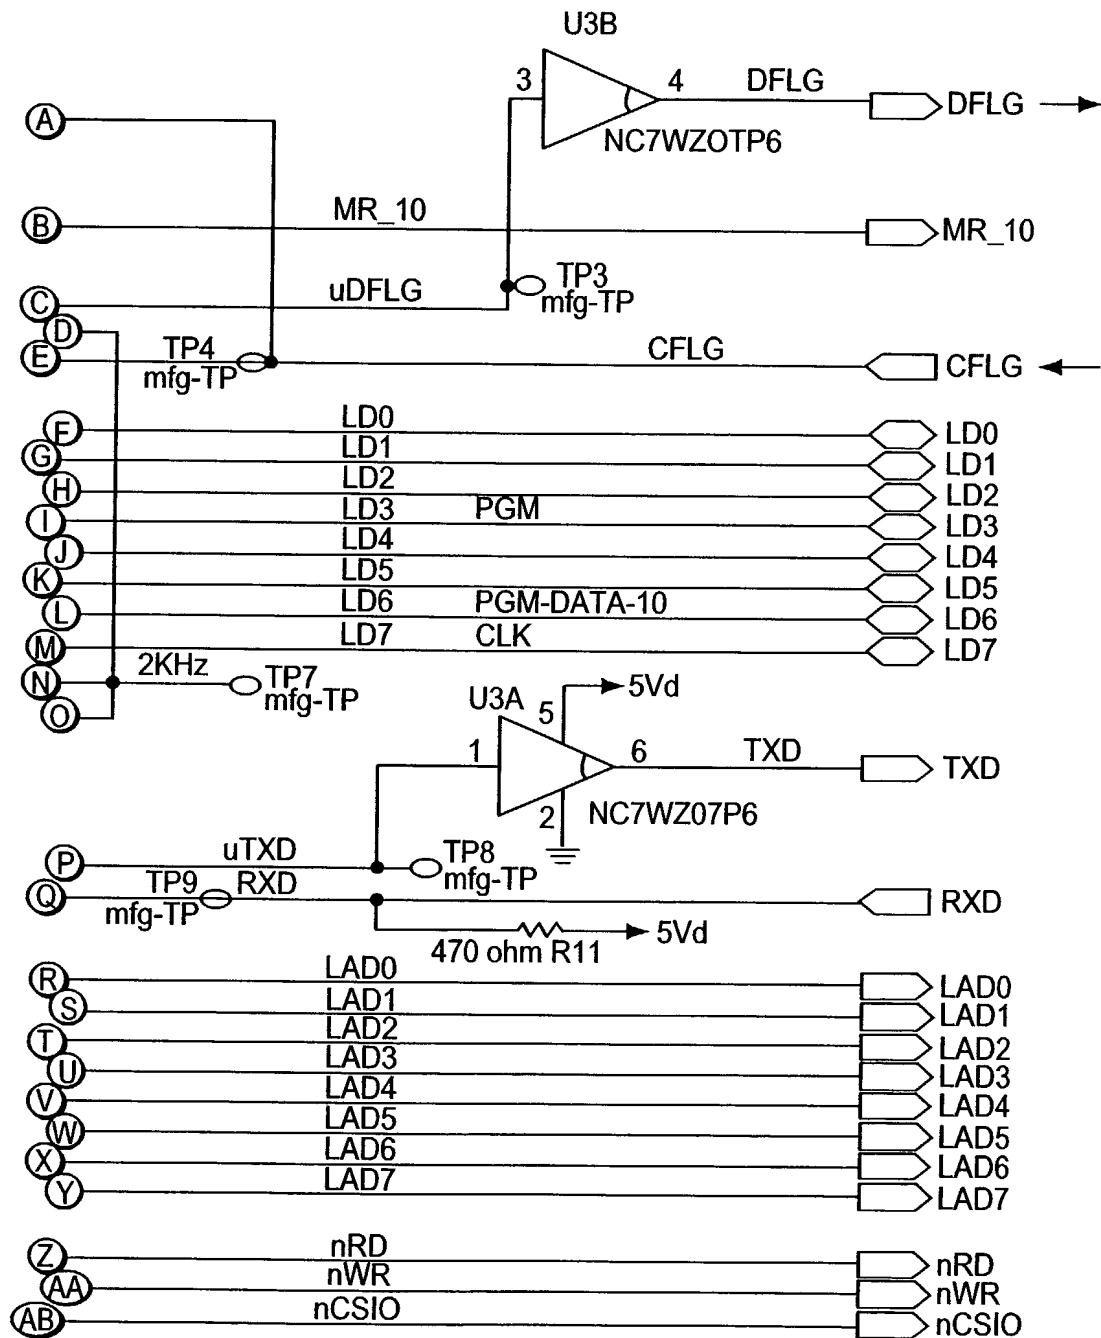 U3B
3 4 DFLG
DFLG
NC7WZOTP6
A
B MR_10 MR_10
TP3
mfg-TP
C uDFLG
D
E TP4
mfg-TP
CFLG CFLG
F LD0 LD0
G LD1 LD1
H LD2 LD2
I LD3 PGM LD3
J LD4 LD4
K LD5 LD5
L LD6 PGM-DATA-10 LD6
M LD7 CLK LD7
N 2KHz TP7
mfg-TP
O
U3A 5 5Vd
1 6 TXD TXD
2 NC7WZ07P6
P uTXD TP8
mfg-TP
Q TP9 RXD RXD
mfg-TP
470 ohm R11 5Vd
R LAD0 LAD0
S LAD1 LAD1
T LAD2 LAD2
U LAD3 LAD3
V LAD4 LAD4
W LAD5 LAD5
X LAD6 LAD6
Y LAD7 LAD7
Z nRD nRD
AA nWR nWR
AB nCSIO nCSIO